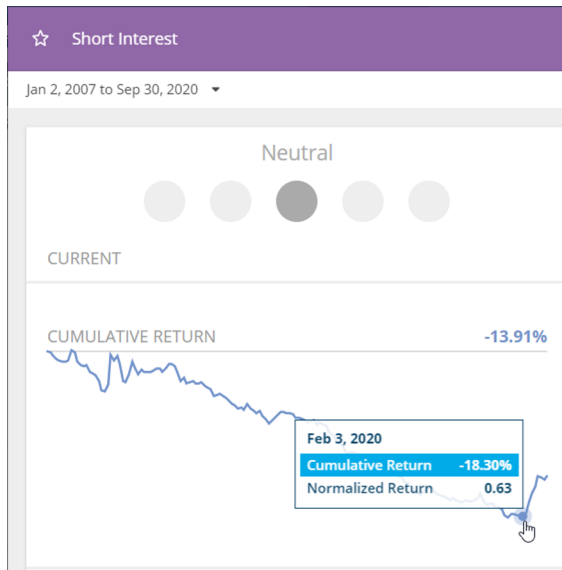 Short Interest
Jan 2, 2007 to Sep 30, 2020
Neutral
CURRENT
CUMULATIVE RETURN -13.91%
Feb 3, 2020
Cumulative Return -18.30%
Normalized Return 0.63